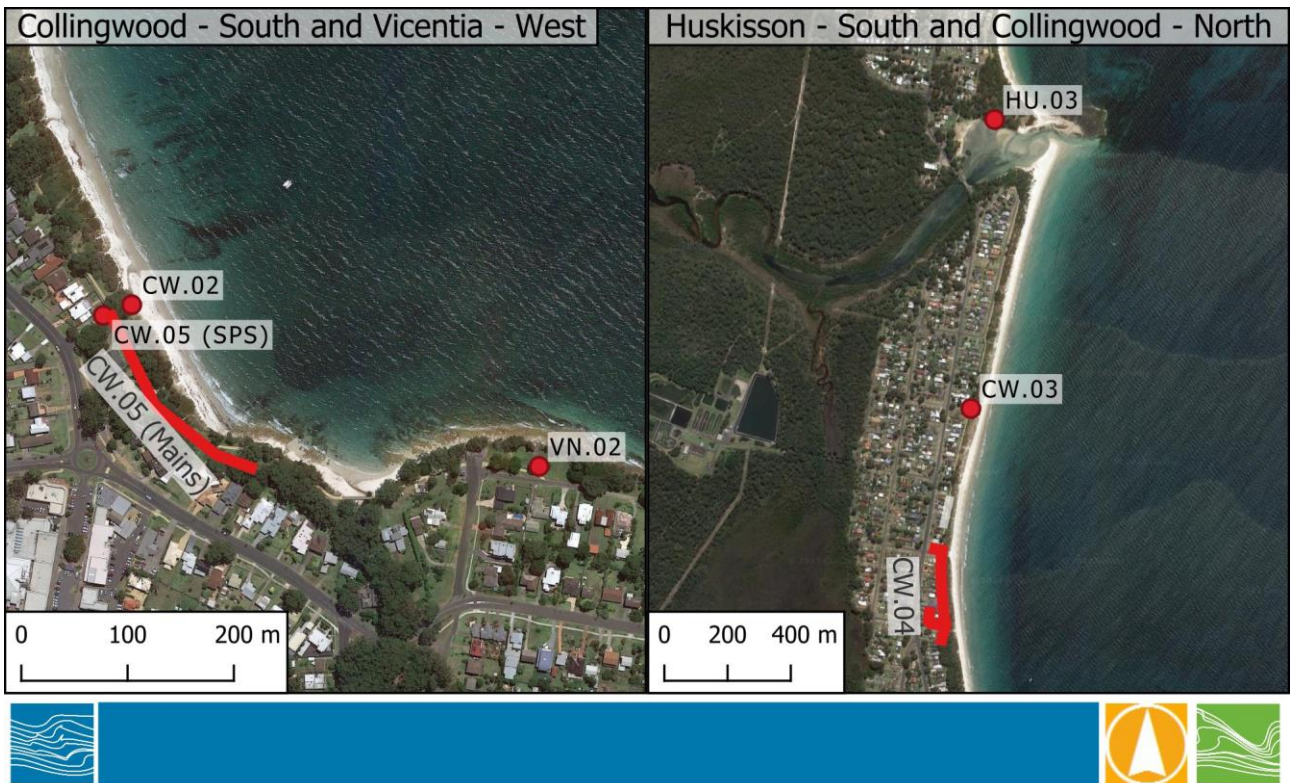 Collingwood - South and Vicentia - West
CW.02
CW.05 (SPS)
CW.05 (Mains)
VN.02
0 100 200 m
Huskisson - South and Collingwood - North
HU.03
CW.03
CW.04
0 200 400 m